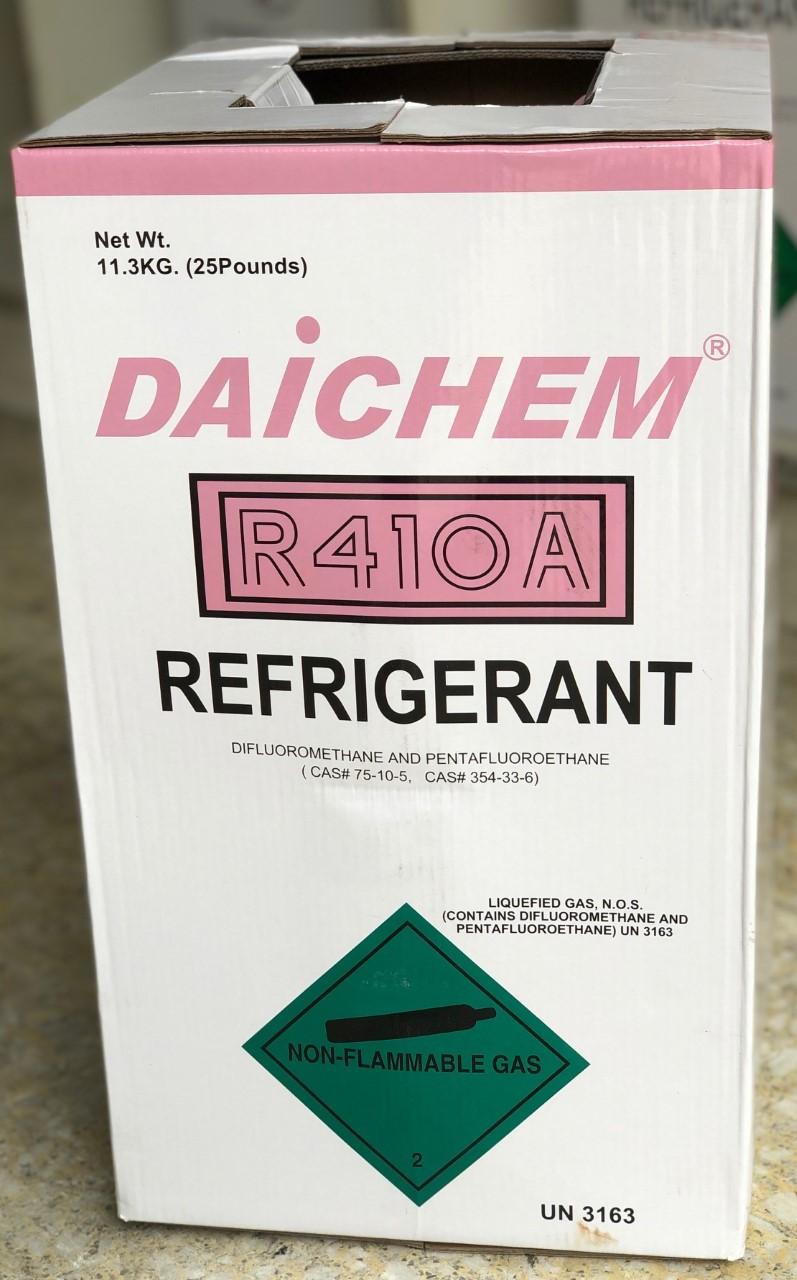 REFRIGERA
Net Wt.
11.3KG. (25Pounds)
DAiCHEM®
R410A
REFRIGERANT
DIFLUOROMETHANE AND PENTAFLUOROETHANE
( CAS# 75-10-5, CAS# 354-33-6)
LIQUEFIED GAS, N.O.S.
(CONTAINS DIFLUOROMETHANE AND
PENTAFLUOROETHANE) UN 3163
NON-FLAMMABLE GAS
2
UN 3163